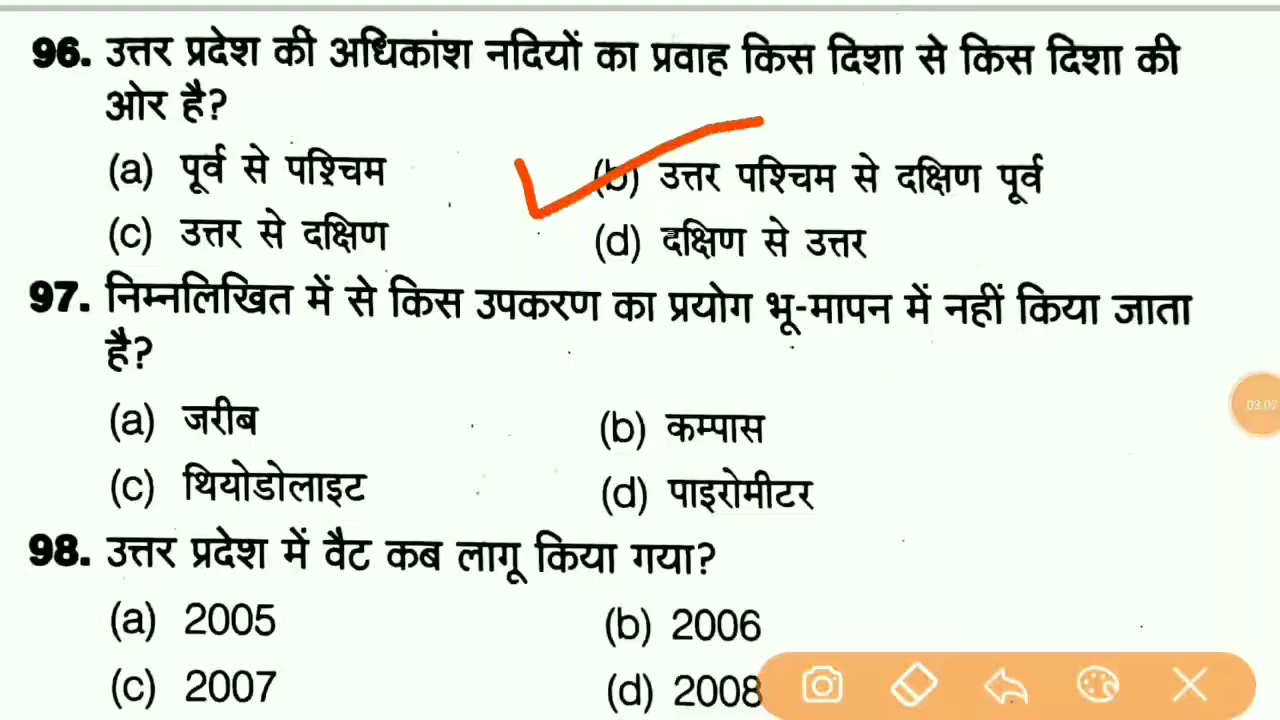 96. उत्तर प्रदेश की अधिकांश नदियों का प्रवाह किस दिशा से किस दिशा की
ओर है?
(a) पूर्व से पश्चिम (b) उत्तर पश्चिम से दक्षिण पूर्व
(c) उत्तर से दक्षिण (d) दक्षिण से उत्तर
97. निम्नलिखित में से किस उपकरण का प्रयोग भू-मापन में नहीं किया जाता
है?
(a) जरीब (b) कम्पास
(c) थियोडोलाइट (d) पाइरोमीटर
98. उत्तर प्रदेश में वैट कब लागू किया गया?
(a) 2005 (b) 2006
(c) 2007 (d) 2008